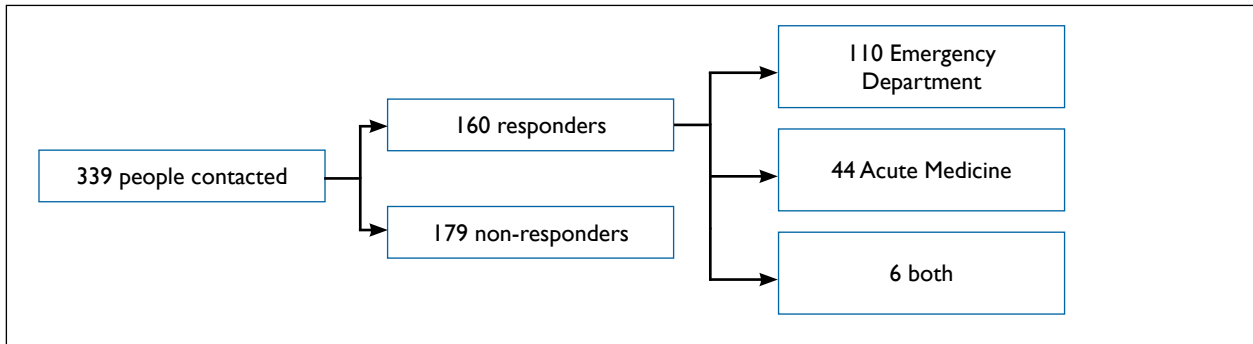 339 people contacted
160 responders
179 non-responders
110 Emergency
Department
44 Acute Medicine
6 both